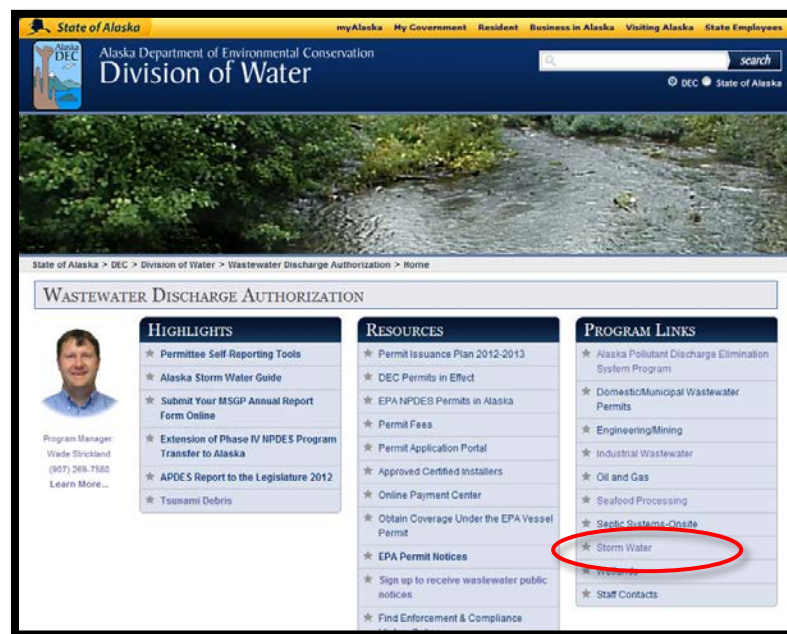 State of Alaska
myAlaska My Government Resident Business in Alaska Visiting Alaska State Employees
Alaska
DEC
Alaska Department of Environmental Conservation
Division of Water
search
DEC State of Alaska
State of Alaska > DEC > Division of Water > Wastewater Discharge Authorization > Home
WASTEWATER DISCHARGE AUTHORIZATION
Program Manager:
Wade Strickland
(907) 269-7580
Learn More...
HIGHLIGHTS
Permittee Self-Reporting Tools
Alaska Storm Water Guide
Submit Your MSGP Annual Report
Form Online
Extension of Phase IV NPDES Program
Transfer to Alaska
APDES Report to the Legislature 2012
Tsunami Debris
RESOURCES
Permit Issuance Plan 2012-2013
DEC Permits in Effect
EPA NPDES Permits in Alaska
Permit Fees
Permit Application Portal
Approved Certified Installers
Online Payment Center
Obtain Coverage Under the EPA Vessel
Permit
EPA Permit Notices
Sign up to receive wastewater public
notices
Find Enforcement & Compliance
PROGRAM LINKS
Alaska Pollutant Discharge Elimination
System Program
Domestic/Municipal Wastewater
Permits
Engineering/Mining
Industrial Wastewater
Oil and Gas
Seafood Processing
Septic Systems-Onsite
Storm Water
Wetlands
Staff Contacts